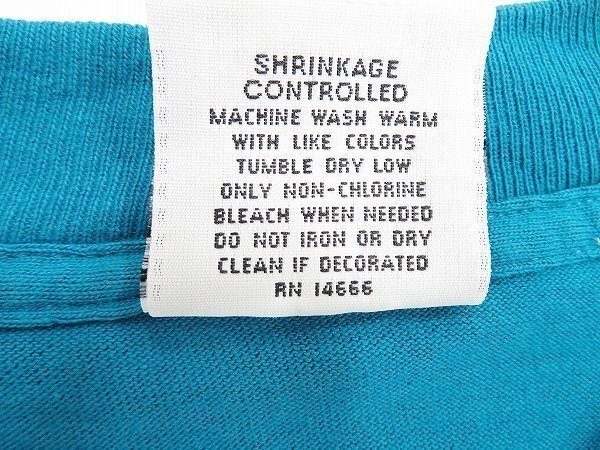 SHRINKAGE
CONTROLLED
MACHINE WASH WARM
WITH LIKE COLORS
TUMBLE DRY LOW
ONLY NON-CHLORINE
BLEACH WHEN NEEDED
DO NOT IRON OR DRY
CLEAN IF DECORATED
RN 14666